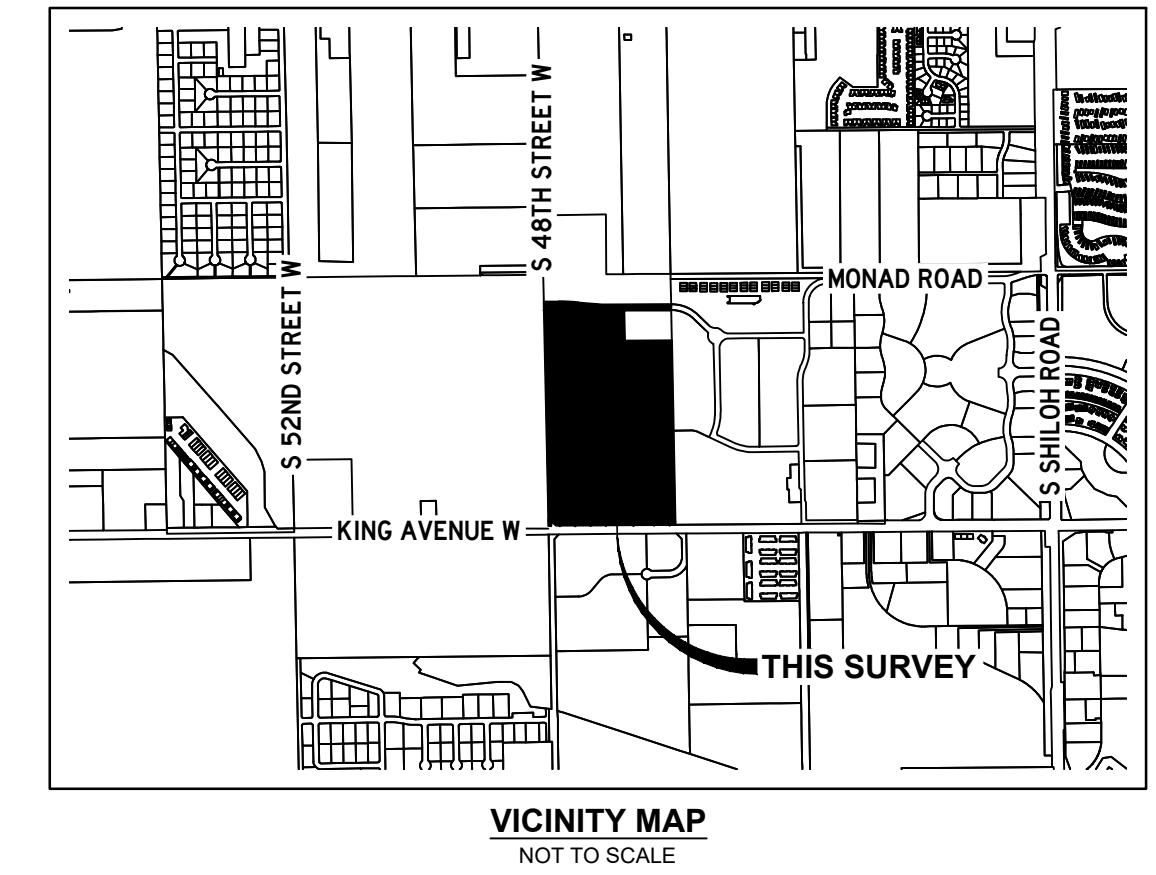 S 48TH STREET W
S 52ND STREET W
MONAD ROAD
S SHILOH ROAD
KING AVENUE W
THIS SURVEY
VICINITY MAP
NOT TO SCALE